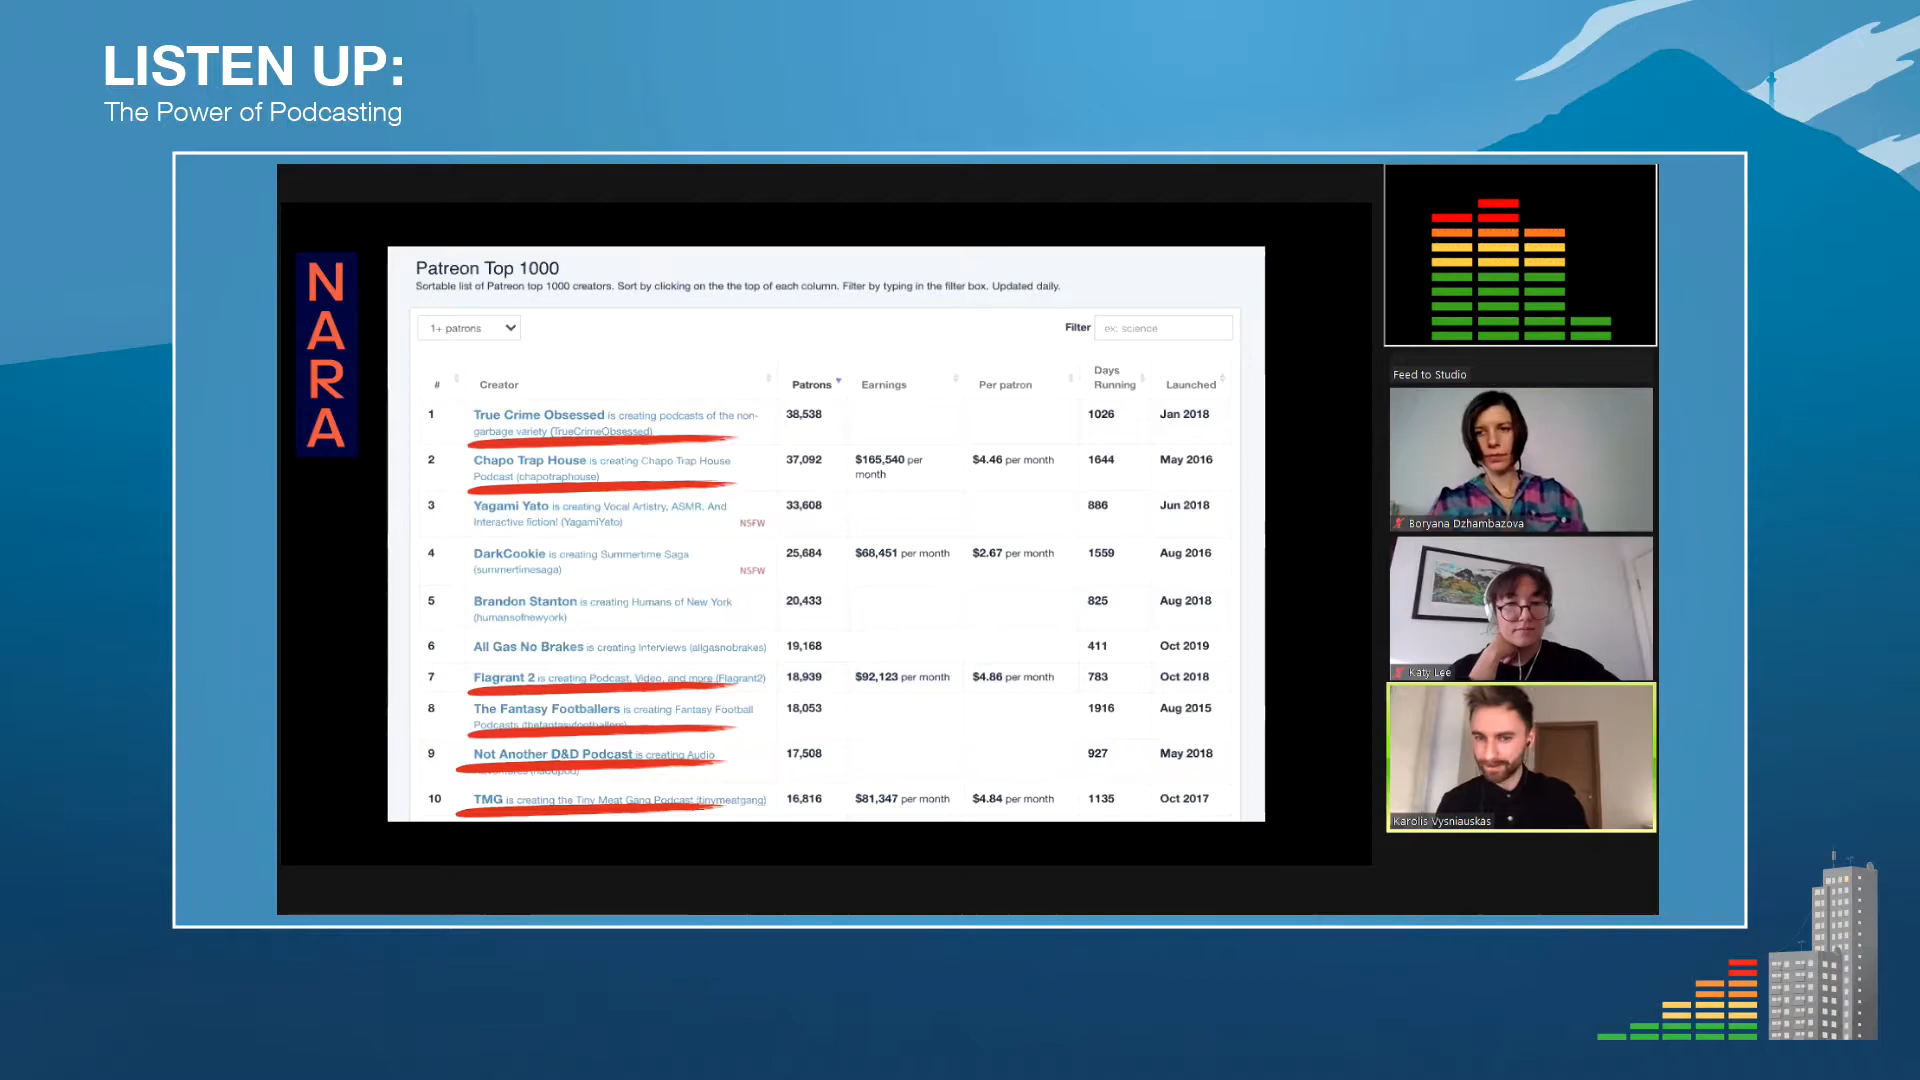 LISTEN UP:
The Power of Podcasting
NARA
Patreon Top 1000
Sortable list of Patreon top 1000 creators. Sort by clicking on the the top of each column. Filter by typing in the filter box. Updated daily.
1+ patrons
Filter ex: science
# Creator Patrons Earnings Per patron Days Running Launched
1 True Crime Obsessed is creating podcasts of the non- 38,538 1026 Jan 2018
garbage variety (TrueCrimeObsessed)
2 Chapo Trap House is creating Chapo Trap House 37,092 $165,540 per month $4.46 per month 1644 May 2016
Podcast (chapotraphouse)
3 Yagami Yato is creating Vocal Artistry, ASMR, And 33,608 886 Jun 2018
Interactive fiction! (YagamiYato) NSFW
4 DarkCookie is creating Summertime Saga 25,684 $68,451 per month $2.67 per month 1559 Aug 2016
(summertimesaga) NSFW
5 Brandon Stanton is creating Humans of New York 20,433 825 Aug 2018
(humansofnewyork)
6 All Gas No Brakes is creating Interviews (allgasnobrakes) 19,168 411 Oct 2019
7 Flagrant 2 is creating Podcast, Video, and more (Flagrant2) 18,939 $92,123 per month $4.86 per month 783 Oct 2018
8 The Fantasy Footballers is creating Fantasy Football 18,053 1916 Aug 2015
Podcasts (thefantasyfootballers)
9 Not Another D&D Podcast is creating Audio 17,508 927 May 2018
10 TMG is creating the Tiny Meat Gang Podcast (tinymeatgang) 16,816 $81,347 per month $4.84 per month 1135 Oct 2017
Feed to Studio
Boryana Dzhambazova
Katy Lee
Karolis Vysniauskas